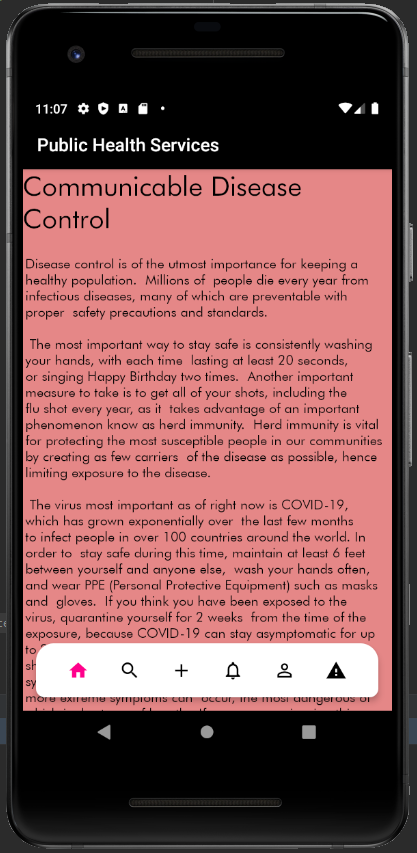 11:07
Public Health Services
Communicable Disease
Control
Disease control is of the utmost importance for keeping a
healthy population. Millions of people die every year from
infectious diseases, many of which are preventable with
proper safety precautions and standards.
The most important way to stay safe is consistently washing
your hands, with each time lasting at least 20 seconds,
or singing Happy Birthday two times. Another important
measure to take is to get all of your shots, including the
flu shot every year, as it takes advantage of an important
phenomenon know as herd immunity. Herd immunity is vital
for protecting the most susceptible people in our communities
by creating as few carriers of the disease as possible, hence
limiting exposure to the disease.
The virus most important as of right now is COVID-19,
which has grown exponentially over the last few months
to infect people in over 100 countries around the world. In
order to stay safe during this time, maintain at least 6 feet
between yourself and anyone else, wash your hands often,
and wear PPE (Personal Protective Equipment) such as masks
and gloves. If you think you have been exposed to the
virus, quarantine yourself for 2 weeks from the time of the
exposure, because COVID-19 can stay asymptomatic for up
to
more extreme symptoms can occur, the most dangerous of